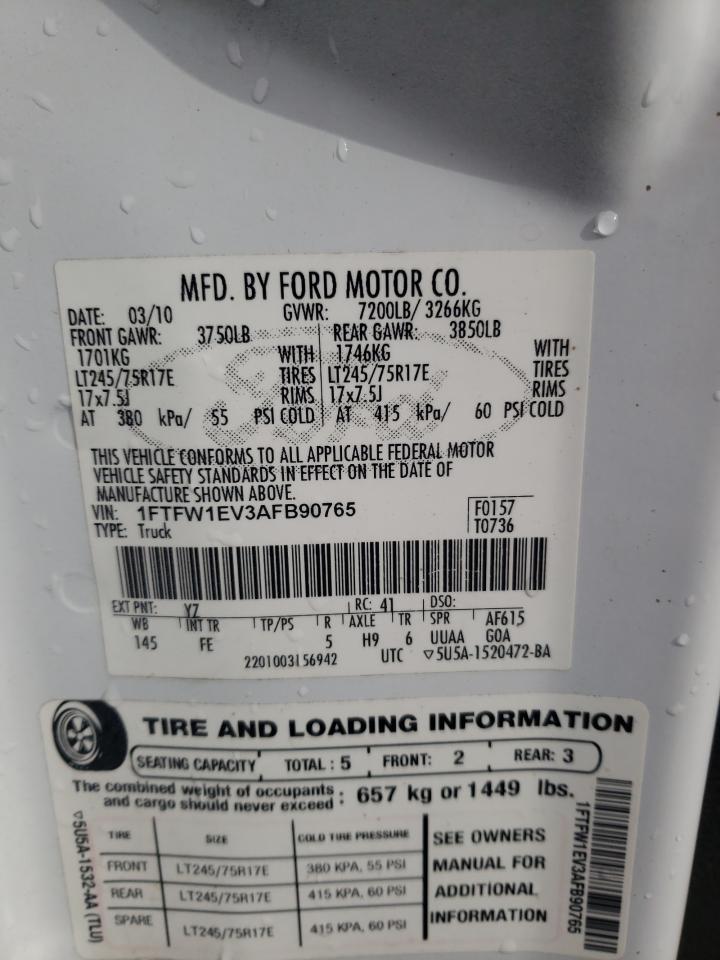 MFD. BY FORD MOTOR CO.
DATE: 03/10 GVWR: 7200LB/ 3266KG
FRONT GAWR: 3750LB REAR GAWR: 3850LB
1701KG WITH 1746KG WITH
LT245/75R17E TIRES LT245/75R17E TIRES
17x7.5J RIMS 17x7.5J RIMS
AT 380 kPa/ 55 PSI COLD AT 415 kPa/ 60 PSI COLD
THIS VEHICLE CONFORMS TO ALL APPLICABLE FEDERAL MOTOR
VEHICLE SAFETY STANDARDS IN EFFECT ON THE DATE OF
MANUFACTURE SHOWN ABOVE.
VIN: 1FTFW1EV3AFB90765 F0157
TYPE: Truck T0736
EXT PNT: YZ RC: 41 DSO:
WB INT TR TP/PS R AXLE TR SPR AF615
145 FE 5 H9 6 UUAA G0A
2201003156942 UTC ▽5U5A-1520472-BA
TIRE AND LOADING INFORMATION
SEATING CAPACITY TOTAL : 5 FRONT: 2 REAR: 3
The combined weight of occupants
and cargo should never exceed : 657 kg or 1449 lbs.
TIRE SIZE COLD TIRE PRESSURE
FRONT LT245/75R17E 380 KPA, 55 PSI
REAR LT245/75R17E 415 KPA, 60 PSI
SPARE LT245/75R17E 415 KPA, 60 PSI
SEE OWNERS
MANUAL FOR
ADDITIONAL
INFORMATION
▽5U5A-1532-AA (TLU)
1FTFW1EV3AFB90765